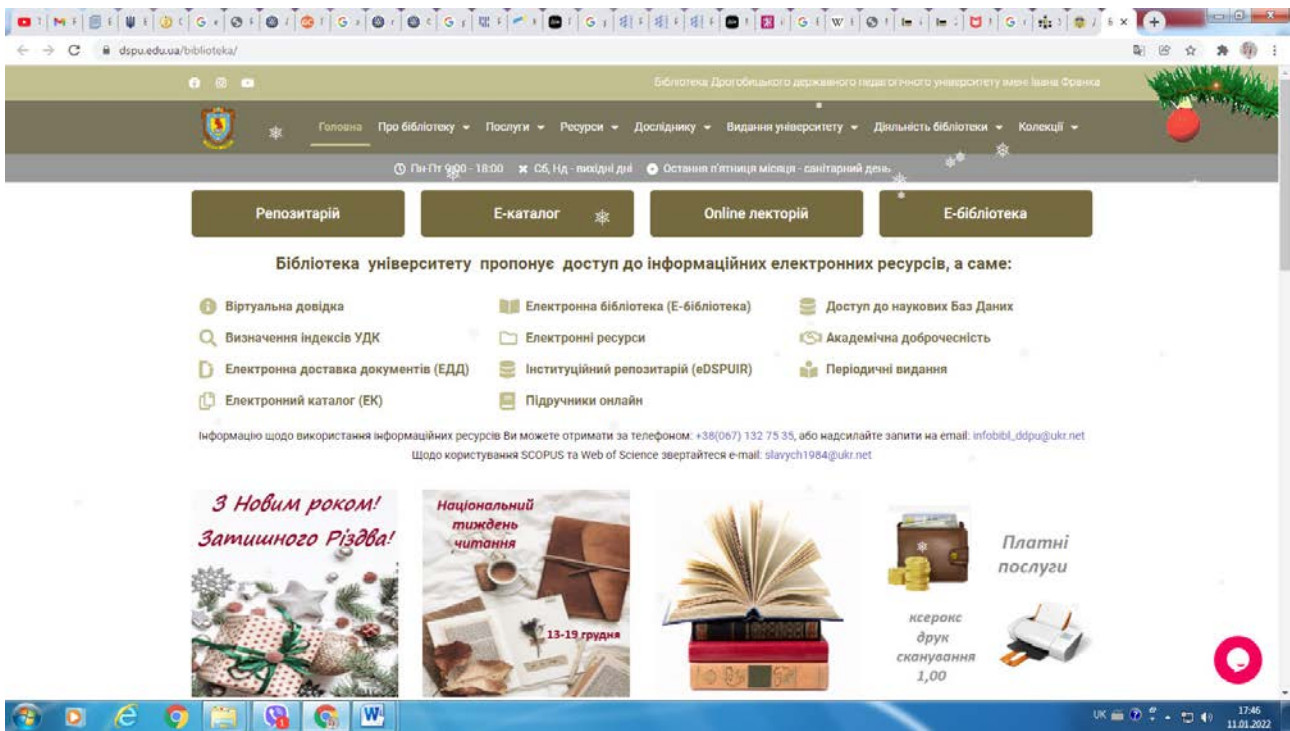 dspu.edu.ua/biblioteka/
Бібліотека Дрогобицького державного педагогічного університету імені Івана Франка
Головна Про бібліотеку Послуги Ресурси Досліднику Видання університету Діяльність бібліотеки Колекції
Пн-Пт 9:00 - 18:00 Сб, Нд - вихідні дні Остання п'ятниця місяця - санітарний день
Репозитарій Е-каталог Online лекторій Е-бібліотека
Бібліотека університету пропонує доступ до інформаційних електронних ресурсів, а саме:
Віртуальна довідка Електронна бібліотека (Е-бібліотека) Доступ до наукових Баз Даних
Визначення індексів УДК Електронні ресурси Академічна доброчесність
Електронна доставка документів (ЕДД) Інституційний репозитарій (eDSPUIR) Періодичні видання
Електронний каталог (ЕК) Підручники онлайн
Інформацію щодо використання інформаційних ресурсів Ви можете отримати за телефоном: +38(067) 132 75 35, або надсилайте запити на email: infobibl_ddpu@ukr.net
Щодо користування SCOPUS та Web of Science звертайтеся e-mail: slavych1984@ukr.net
З Новим роком!
Затишного Різдва!
Національний
тиждень
читання
13-19 грудня
Платні
послуги
ксерокс
друк
сканування
1,00
UK
17:46
11.01.2022